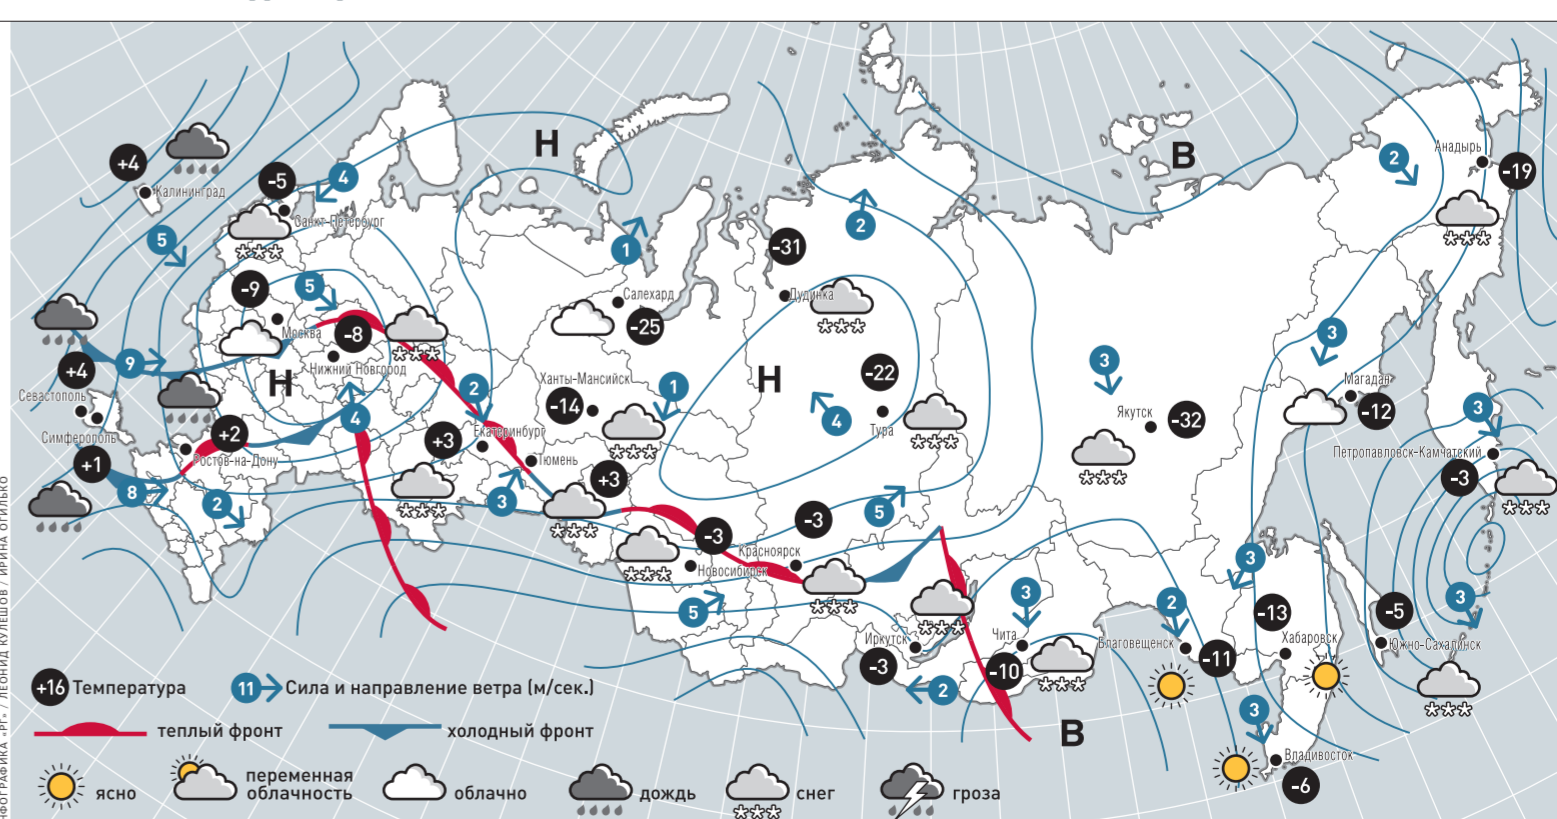 Н
В
+4
Калининград
-5
4
Санкт-Петербург
5
-9
5
Москва
-8
Нижний Новгород
Н
9
+4
Севастополь
Симферополь
+1
8
+2
Ростов-на-Дону
2
4
+3
2
Екатеринбург
Тюмень
3
+3
1
Салехард
-25
Ханты-Мансийск
-14
1
-31
Дудинка
2
Н
-22
4
Тура
5
-3
-3
Красноярск
Новосибирск
5
Иркутск
-3
2
3
Чита
-10
В
3
Якутск
-32
2
Анадырь
-19
3
Магадан
-12
3
Петропавловск-Камчатский
-3
3
3
2
Благовещенск
-11
-13
Хабаровск
-5
Южно-Сахалинск
3
Владивосток
-6
+16 Температура
11 Сила и направление ветра (м/сек.)
теплый фронт
холодный фронт
ясно
переменная
облачность
облачно
дождь
снег
гроза
«РГ» / ЛЕОНИД КУЛЕШОВ / ИРИНА ОГИЛЬКО